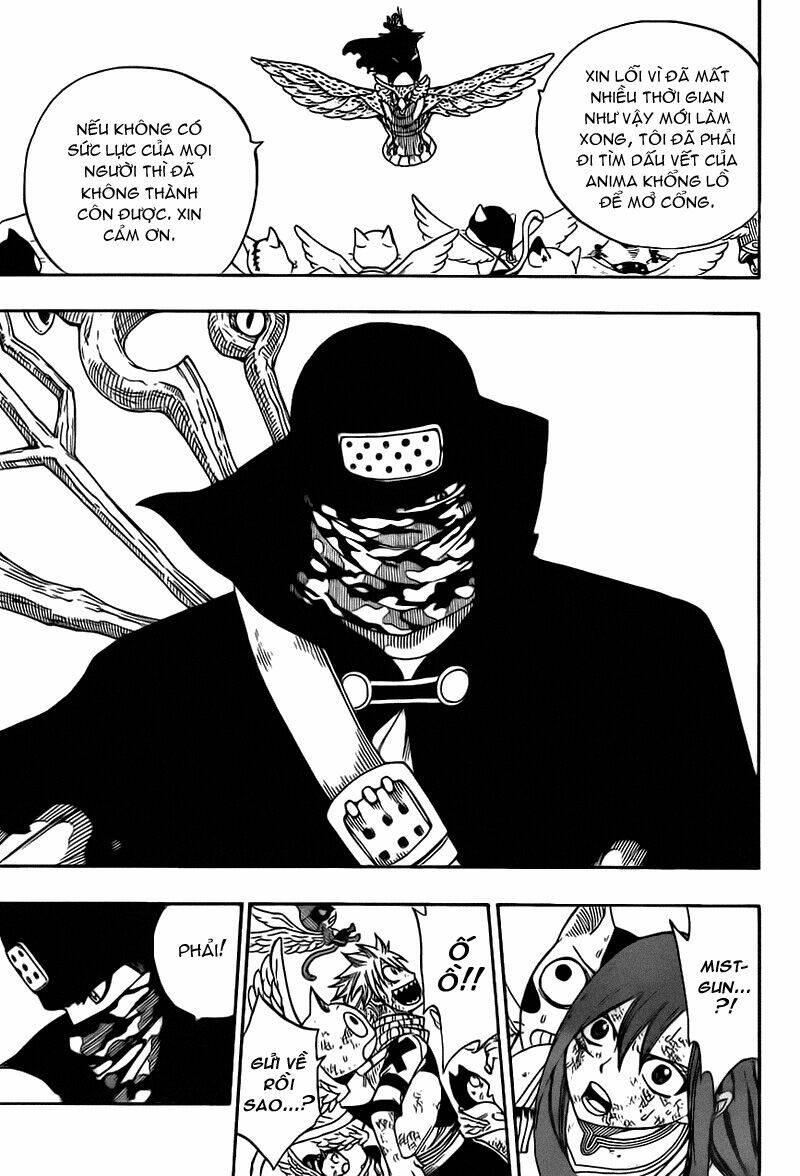 XIN LỖI VÌ ĐÃ MẤT
NHIỀU THỜI GIAN
NHƯ VẬY MỚI LÀM
XONG, TÔI ĐÃ PHẢI
ĐI TÌM DẤU VẾT CỦA
ANIMA KHỔNG LỒ
ĐỂ MỞ CỔNG.
NẾU KHÔNG CÓ
SỨC LỰC CỦA MỌI
NGƯỜI THÌ ĐÃ
KHÔNG THÀNH
CÔN ĐƯỢC. XIN
CẢM ƠN.
MIST-
GUN...
?!
Ố
Ồ!!
GỬI VỀ
RỒI
SAO...?
PHẢI!